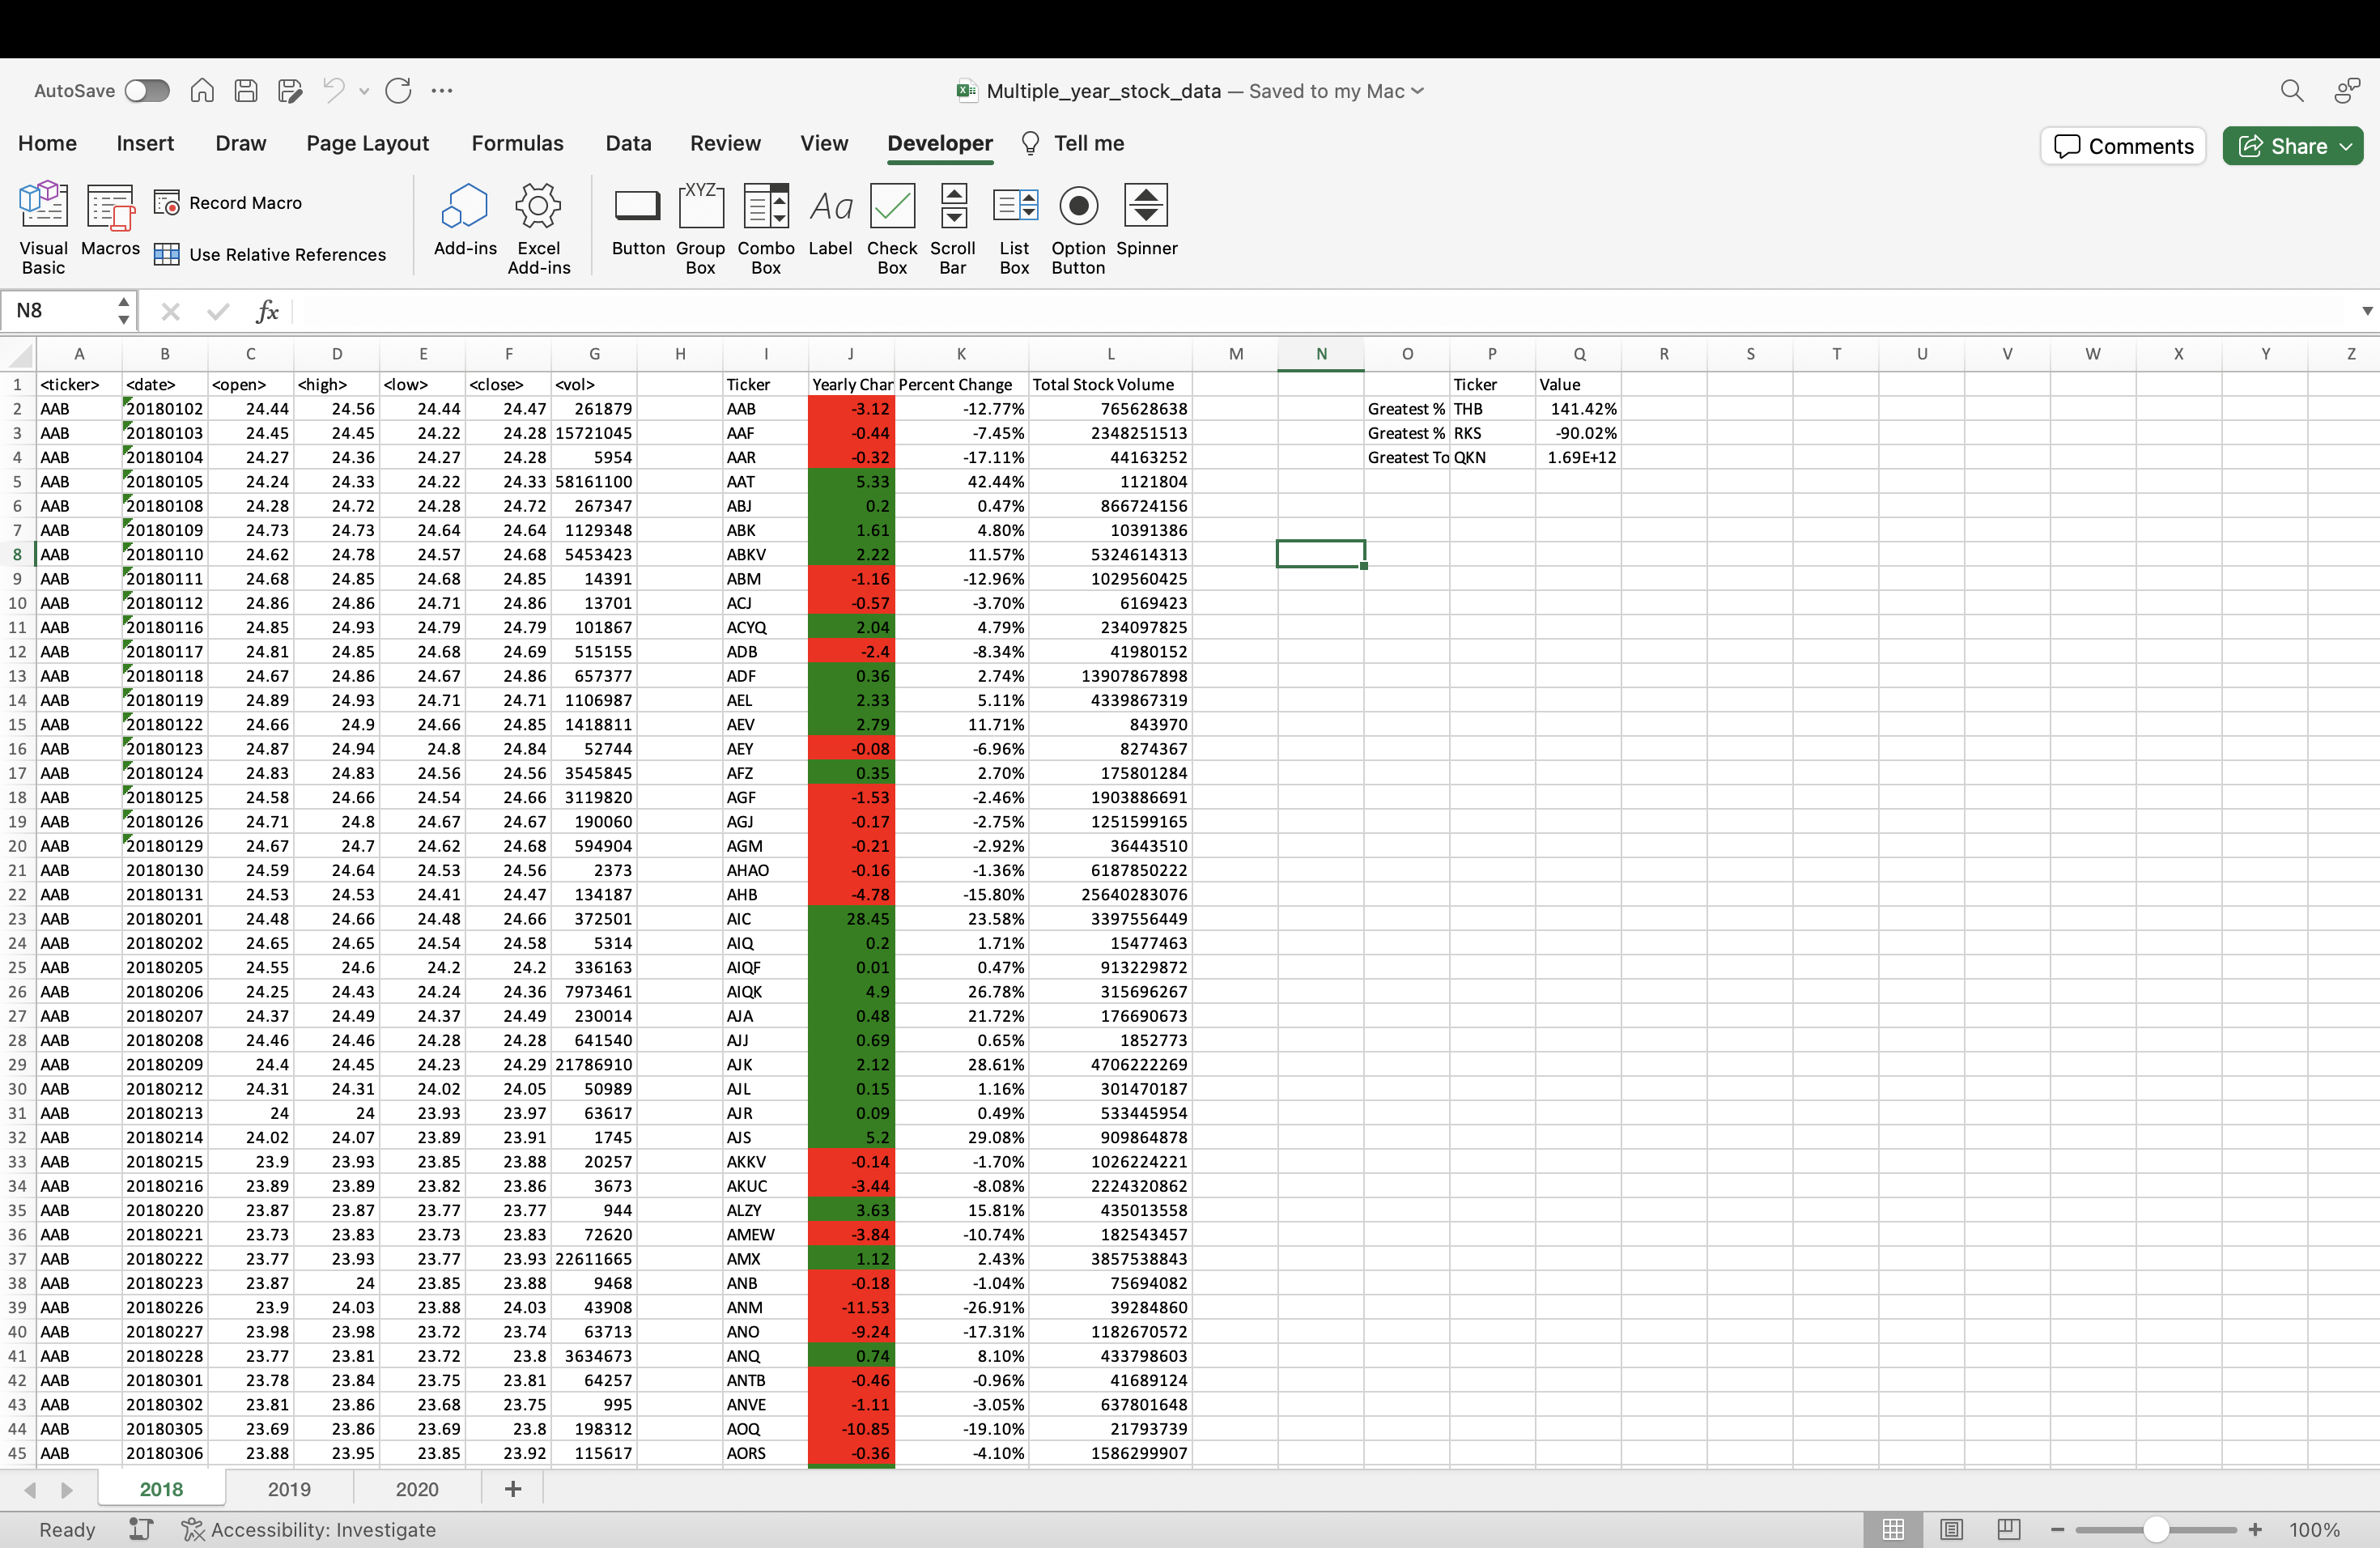 AutoSave Multiple_year_stock_data — Saved to my Mac
Home Insert Draw Page Layout Formulas Data Review View Developer Tell me Comments Share
Visual Basic Macros Record Macro Use Relative References Add-ins Excel Add-ins Button Group Box Combo Box Label Check Box Scroll Bar List Box Option Button Spinner
XYZ Aa
N8 fx
A B C D E F G H I J K L M N O P Q R S T U V W X Y Z
1 <ticker> <date> <open> <high> <low> <close> <vol> Ticker Yearly Char Percent Change Total Stock Volume Ticker Value
2 AAB 20180102 24.44 24.56 24.44 24.47 261879 AAB -3.12 -12.77% 765628638 Greatest % THB 141.42%
3 AAB 20180103 24.45 24.45 24.22 24.28 15721045 AAF -0.44 -7.45% 2348251513 Greatest % RKS -90.02%
4 AAB 20180104 24.27 24.36 24.27 24.28 5954 AAR -0.32 -17.11% 44163252 Greatest To QKN 1.69E+12
5 AAB 20180105 24.24 24.33 24.22 24.33 58161100 AAT 5.33 42.44% 1121804
6 AAB 20180108 24.28 24.72 24.28 24.72 267347 ABJ 0.2 0.47% 866724156
7 AAB 20180109 24.73 24.73 24.64 24.64 1129348 ABK 1.61 4.80% 10391386
8 AAB 20180110 24.62 24.78 24.57 24.68 5453423 ABKV 2.22 11.57% 5324614313
9 AAB 20180111 24.68 24.85 24.68 24.85 14391 ABM -1.16 -12.96% 1029560425
10 AAB 20180112 24.86 24.86 24.71 24.86 13701 ACJ -0.57 -3.70% 6169423
11 AAB 20180116 24.85 24.93 24.79 24.79 101867 ACYQ 2.04 4.79% 234097825
12 AAB 20180117 24.81 24.85 24.68 24.69 515155 ADB -2.4 -8.34% 41980152
13 AAB 20180118 24.67 24.86 24.67 24.86 657377 ADF 0.36 2.74% 13907867898
14 AAB 20180119 24.89 24.93 24.71 24.71 1106987 AEL 2.33 5.11% 4339867319
15 AAB 20180122 24.66 24.9 24.66 24.85 1418811 AEV 2.79 11.71% 843970
16 AAB 20180123 24.87 24.94 24.8 24.84 52744 AEY -0.08 -6.96% 8274367
17 AAB 20180124 24.83 24.83 24.56 24.56 3545845 AFZ 0.35 2.70% 175801284
18 AAB 20180125 24.58 24.66 24.54 24.66 3119820 AGF -1.53 -2.46% 1903886691
19 AAB 20180126 24.71 24.8 24.67 24.67 190060 AGJ -0.17 -2.75% 1251599165
20 AAB 20180129 24.67 24.7 24.62 24.68 594904 AGM -0.21 -2.92% 36443510
21 AAB 20180130 24.59 24.64 24.53 24.56 2373 AHAO -0.16 -1.36% 6187850222
22 AAB 20180131 24.53 24.53 24.41 24.47 134187 AHB -4.78 -15.80% 25640283076
23 AAB 20180201 24.48 24.66 24.48 24.66 372501 AIC 28.45 23.58% 3397556449
24 AAB 20180202 24.65 24.65 24.54 24.58 5314 AIQ 0.2 1.71% 15477463
25 AAB 20180205 24.55 24.6 24.2 24.2 336163 AIQF 0.01 0.47% 913229872
26 AAB 20180206 24.25 24.43 24.24 24.36 7973461 AIQK 4.9 26.78% 315696267
27 AAB 20180207 24.37 24.49 24.37 24.49 230014 AJA 0.48 21.72% 176690673
28 AAB 20180208 24.46 24.46 24.28 24.28 641540 AJJ 0.69 0.65% 1852773
29 AAB 20180209 24.4 24.45 24.23 24.29 21786910 AJK 2.12 28.61% 4706222269
30 AAB 20180212 24.31 24.31 24.02 24.05 50989 AJL 0.15 1.16% 301470187
31 AAB 20180213 24 24 23.93 23.97 63617 AJR 0.09 0.49% 533445954
32 AAB 20180214 24.02 24.07 23.89 23.91 1745 AJS 5.2 29.08% 909864878
33 AAB 20180215 23.9 23.93 23.85 23.88 20257 AKKV -0.14 -1.70% 1026224221
34 AAB 20180216 23.89 23.89 23.82 23.86 3673 AKUC -3.44 -8.08% 2224320862
35 AAB 20180220 23.87 23.87 23.77 23.77 944 ALZY 3.63 15.81% 435013558
36 AAB 20180221 23.73 23.83 23.73 23.83 72620 AMEW -3.84 -10.74% 182543457
37 AAB 20180222 23.77 23.93 23.77 23.93 22611665 AMX 1.12 2.43% 3857538843
38 AAB 20180223 23.87 24 23.85 23.88 9468 ANB -0.18 -1.04% 75694082
39 AAB 20180226 23.9 24.03 23.88 24.03 43908 ANM -11.53 -26.91% 39284860
40 AAB 20180227 23.98 23.98 23.72 23.74 63713 ANO -9.24 -17.31% 1182670572
41 AAB 20180228 23.77 23.81 23.72 23.8 3634673 ANQ 0.74 8.10% 433798603
42 AAB 20180301 23.78 23.84 23.75 23.81 64257 ANTB -0.46 -0.96% 41689124
43 AAB 20180302 23.81 23.86 23.68 23.75 995 ANVE -1.11 -3.05% 637801648
44 AAB 20180305 23.69 23.86 23.69 23.8 198312 AOQ -10.85 -19.10% 21793739
45 AAB 20180306 23.88 23.95 23.85 23.92 115617 AORS -0.36 -4.10% 1586299907
2018 2019 2020 +
Ready Accessibility: Investigate 100%